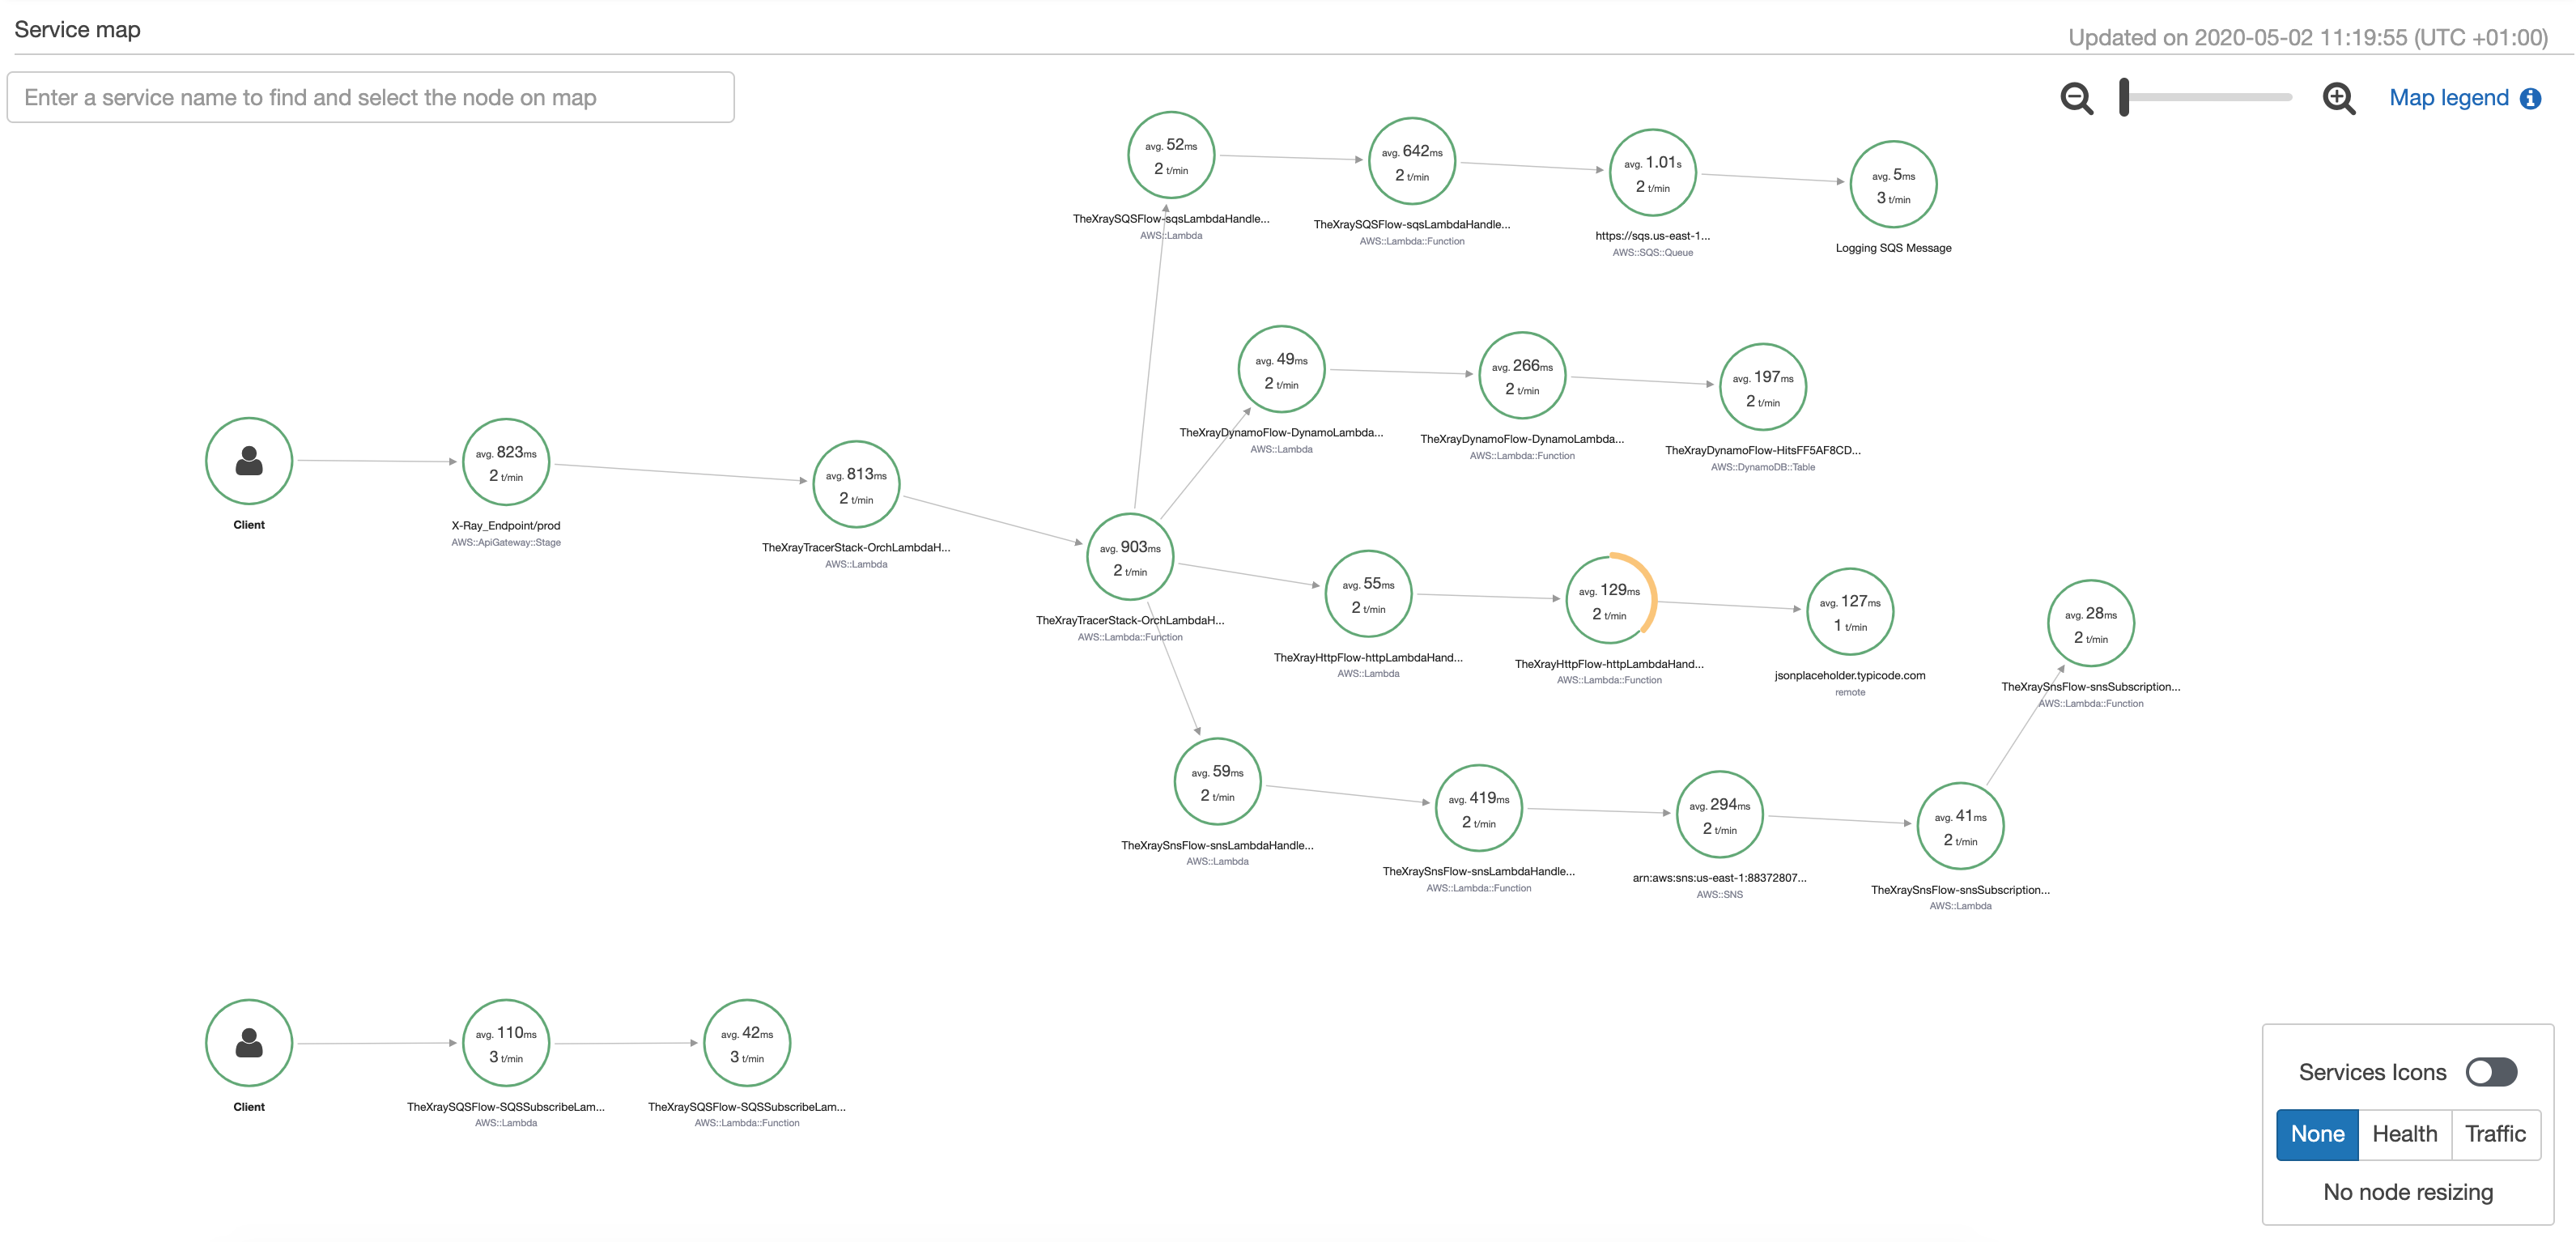 Service map
Updated on 2020-05-02 11:19:55 (UTC +01:00)
Enter a service name to find and select the node on map
Map legend
avg. 52ms
2 t/min
TheXraySQSFlow-sqsLambdaHandle...
AWS::Lambda
avg. 642ms
2 t/min
TheXraySQSFlow-sqsLambdaHandle...
AWS::Lambda::Function
avg. 1.01s
2 t/min
https://sqs.us-east-1...
AWS::SQS::Queue
avg. 5ms
3 t/min
Logging SQS Message
avg. 49ms
2 t/min
TheXrayDynamoFlow-DynamoLambda...
AWS::Lambda
avg. 266ms
2 t/min
TheXrayDynamoFlow-DynamoLambda...
AWS::Lambda::Function
avg. 197ms
2 t/min
TheXrayDynamoFlow-HitsFF5AF8CD...
AWS::DynamoDB::Table
Client
avg. 823ms
2 t/min
X-Ray_Endpoint/prod
AWS::ApiGateway::Stage
avg. 813ms
2 t/min
TheXrayTracerStack-OrchLambdaH...
AWS::Lambda
avg. 903ms
2 t/min
TheXrayTracerStack-OrchLambdaH...
AWS::Lambda::Function
avg. 55ms
2 t/min
TheXrayHttpFlow-httpLambdaHand...
AWS::Lambda
avg. 129ms
2 t/min
TheXrayHttpFlow-httpLambdaHand...
AWS::Lambda::Function
avg. 127ms
1 t/min
jsonplaceholder.typicode.com
remote
avg. 28ms
2 t/min
TheXraySnsFlow-snsSubscription...
AWS::Lambda::Function
avg. 59ms
2 t/min
TheXraySnsFlow-snsLambdaHandle...
AWS::Lambda
avg. 419ms
2 t/min
TheXraySnsFlow-snsLambdaHandle...
AWS::Lambda::Function
avg. 294ms
2 t/min
arn:aws:sns:us-east-1:88372807...
AWS::SNS
avg. 41ms
2 t/min
TheXraySnsFlow-snsSubscription...
AWS::Lambda
Client
avg. 110ms
3 t/min
TheXraySQSFlow-SQSSubscribeLam...
AWS::Lambda
avg. 42ms
3 t/min
TheXraySQSFlow-SQSSubscribeLam...
AWS::Lambda::Function
Services Icons
None Health Traffic
No node resizing